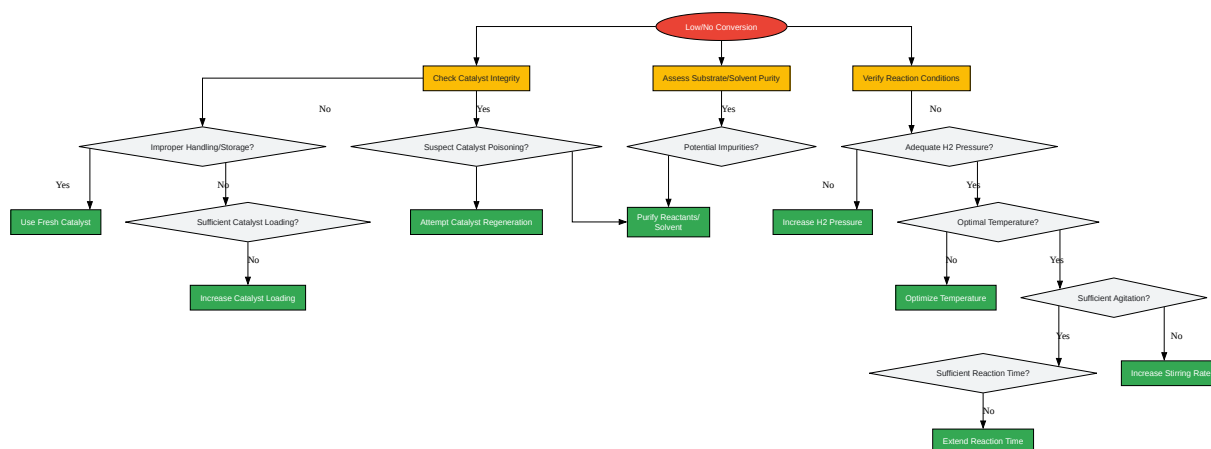 Low/No Conversion
Check Catalyst Integrity
Assess Substrate/Solvent Purity
Verify Reaction Conditions
No
Yes
Yes
No
Improper Handling/Storage?
Suspect Catalyst Poisoning?
Potential Impurities?
Adequate H2 Pressure?
Yes
No
No
Yes
Use Fresh Catalyst
Sufficient Catalyst Loading?
Attempt Catalyst Regeneration
Purify Reactants/
Solvent
Increase H2 Pressure
Optimal Temperature?
No
No
Yes
Increase Catalyst Loading
Optimize Temperature
Sufficient Agitation?
Yes
No
Sufficient Reaction Time?
Increase Stirring Rate
No
Extend Reaction Time